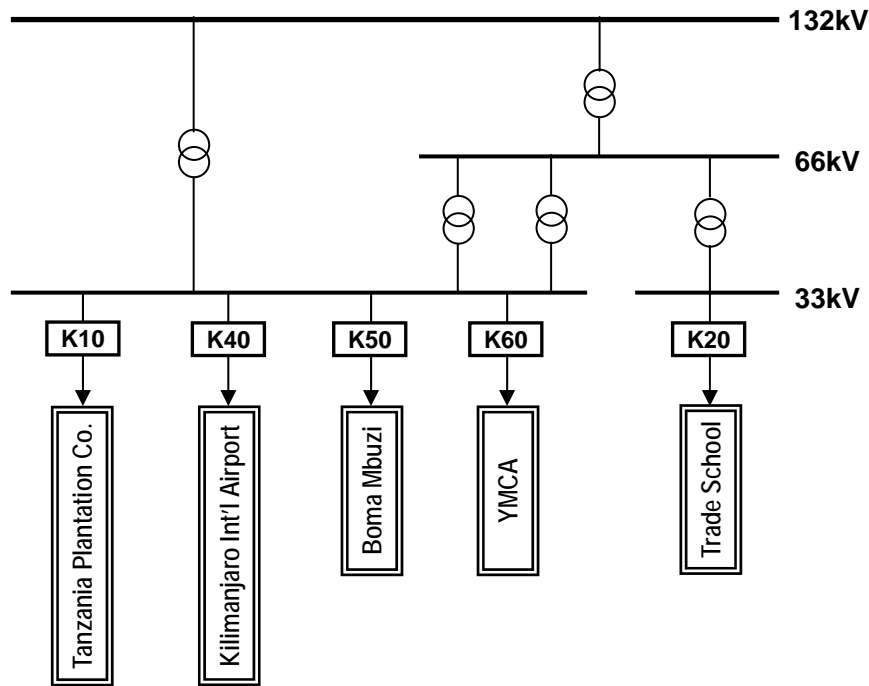 132kV
66kV
33kV
K10
K40
K50
K60
K20
Tanzania Plantation Co.
Kilimanjaro Int'l Airport
Boma Mbuzi
YMCA
Trade School